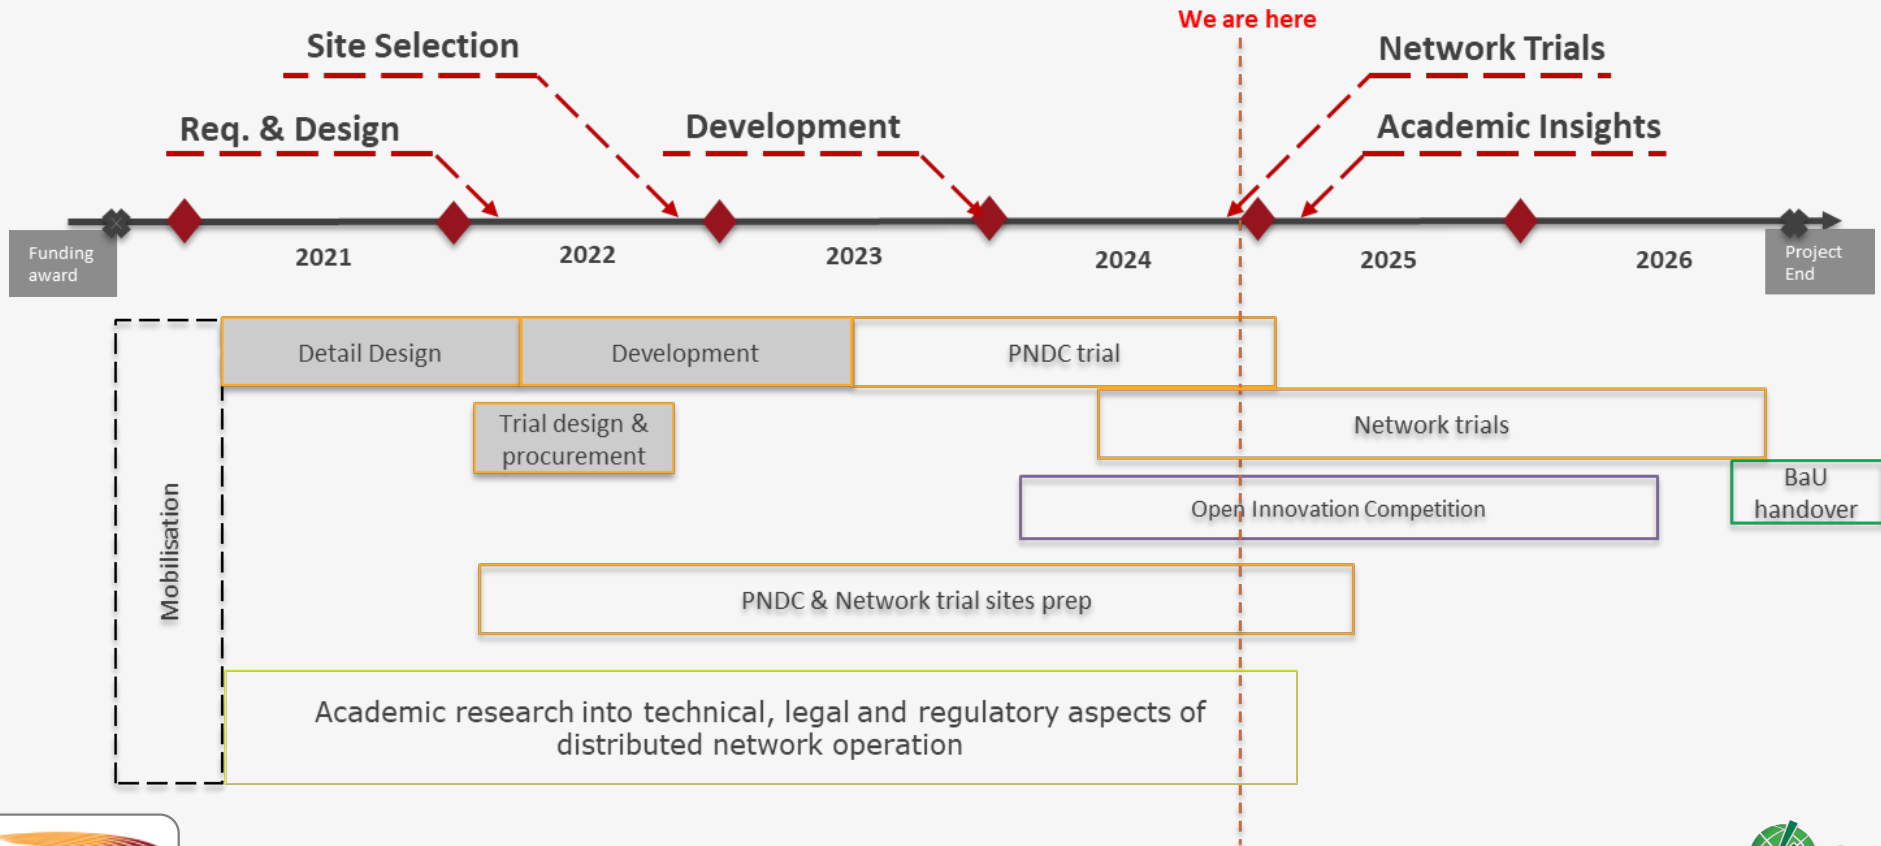 We are here
Site Selection
Network Trials
Req. & Design
Development
Academic Insights
Funding
award
2021
2022
2023
2024
2025
2026
Project
End
Detail Design
Development
PNDC trial
Trial design &
procurement
Network trials
Mobilisation
Open Innovation Competition
BaU
handover
PNDC & Network trial sites prep
Academic research into technical, legal and regulatory aspects of
distributed network operation